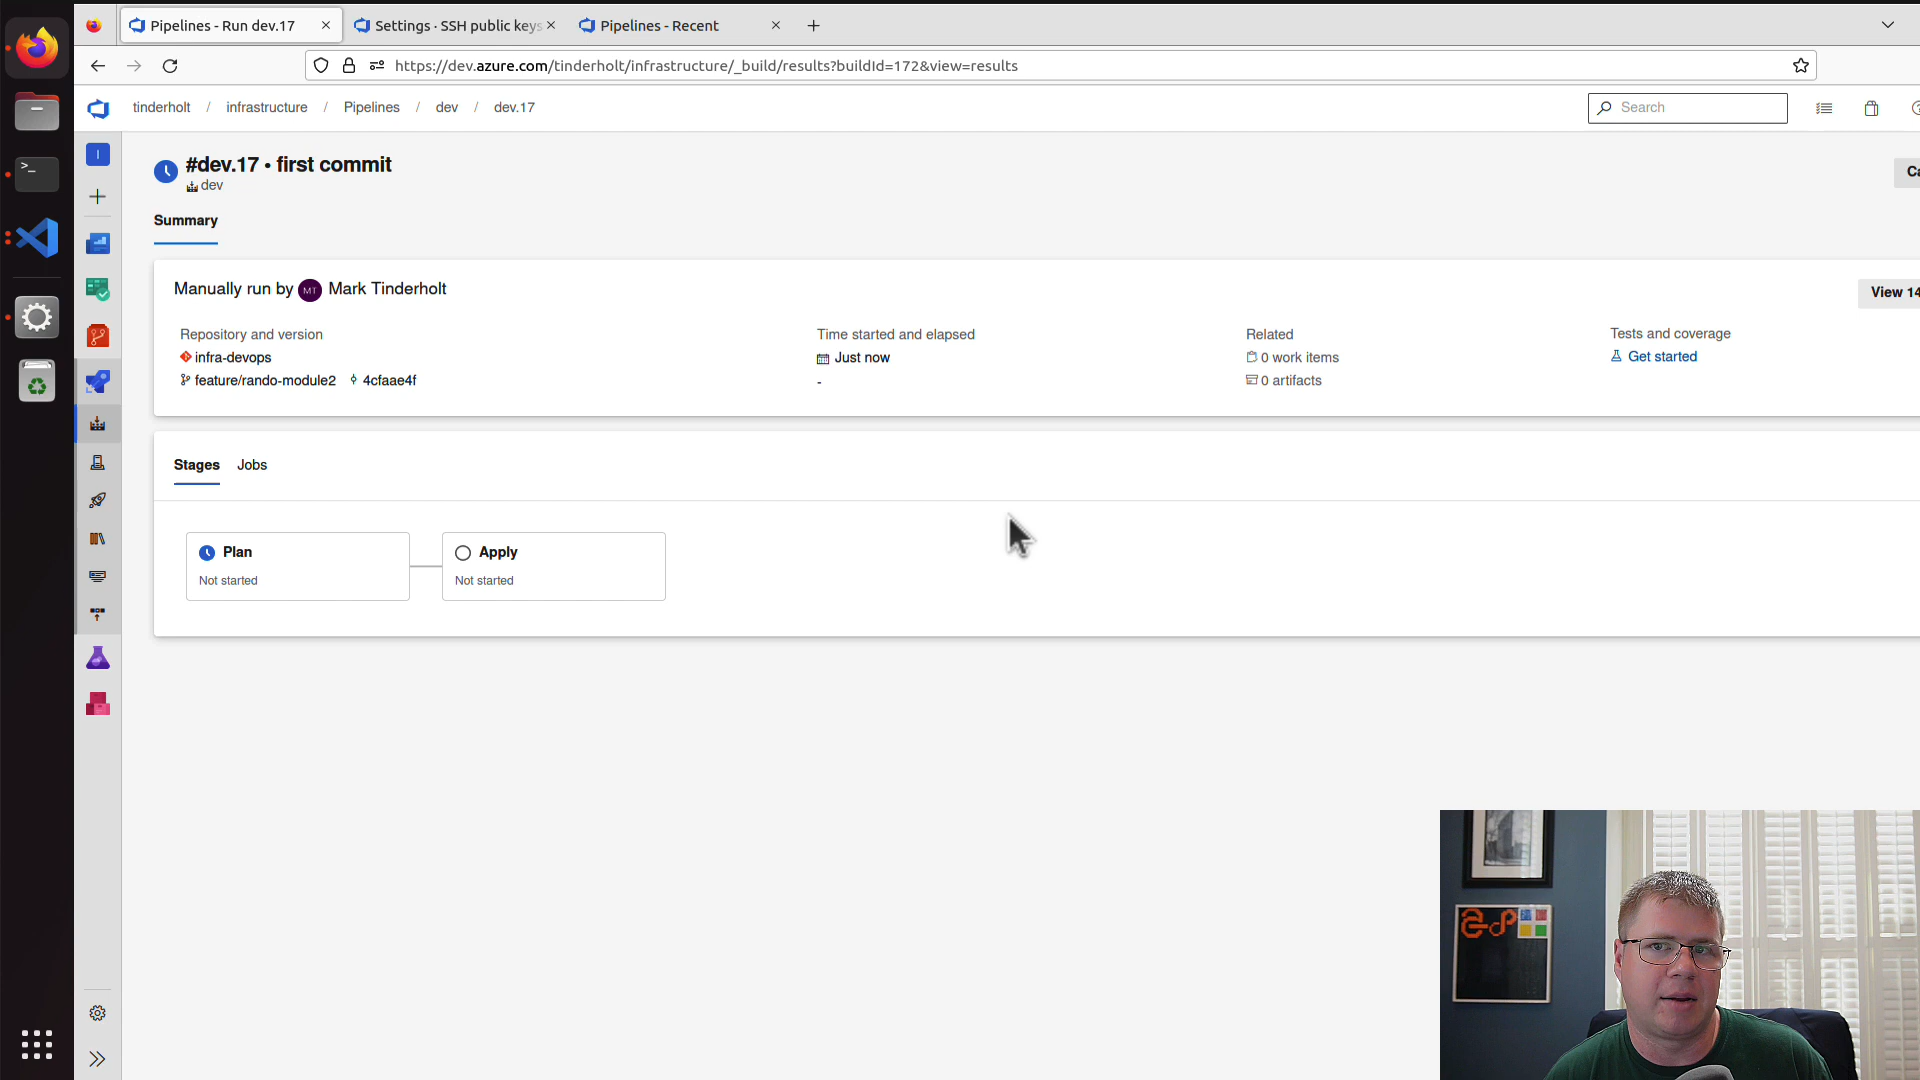 Pipelines - Run dev.17
Settings · SSH public keys
Pipelines - Recent
https://dev.azure.com/tinderholt/infrastructure/_build/results?buildId=172&view=results
tinderholt / infrastructure / Pipelines / dev / dev.17
Search
I
#dev.17 • first commit
Ca
dev
Summary
Manually run by MT Mark Tinderholt
View 14
Repository and version
Time started and elapsed
Related
Tests and coverage
infra-devops
Just now
0 work items
Get started
feature/rando-module2 4cfaae4f
-
0 artifacts
Stages Jobs
Plan
Not started
Apply
Not started